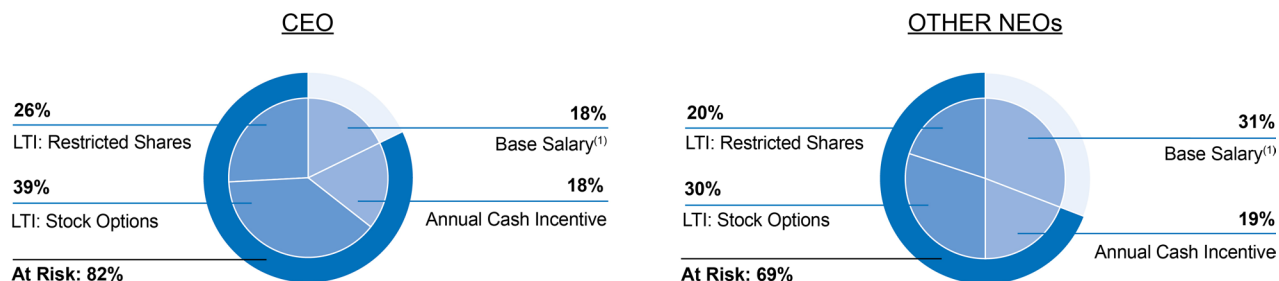 CEO
26%
LTI: Restricted Shares
18%
Base Salary(1)
39%
LTI: Stock Options
18%
Annual Cash Incentive
At Risk: 82%
OTHER NEOs
20%
LTI: Restricted Shares
31%
Base Salary(1)
30%
LTI: Stock Options
19%
Annual Cash Incentive
At Risk: 69%